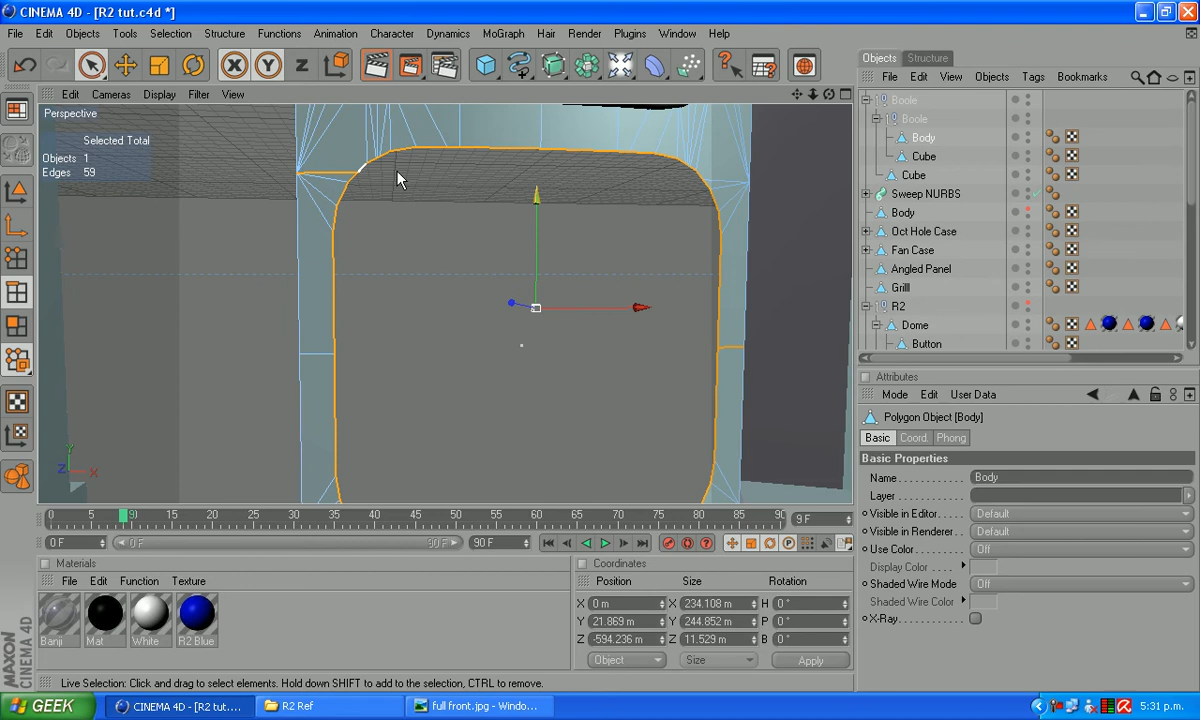 CINEMA 4D - [R2 tut.c4d *]
File Edit Objects Tools Selection Structure Functions Animation Character Dynamics MoGraph Hair Render Plugins Window Help
Edit Cameras Display Filter View
Perspective
Selected Total
Objects 1
Edges 59
Y
Z X
Objects Structure
File Edit View Objects Tags Bookmarks
Boole
Boole
Body
Cube
Cube
Sweep NURBS
Body
Oct Hole Case
Fan Case
Angled Panel
Grill
R2
Dome
Button
Attributes
Mode Edit User Data
Polygon Object [Body]
Basic Coord. Phong
Basic Properties
Name Body
Layer
Visible in Editor Default
Visible in Renderer Default
Use Color Off
Display Color
Shaded Wire Mode Off
Shaded Wire Color
X-Ray
0 5 9 15 20 25 30 35 40 45 50 55 60 65 70 75 80 85 90 9 F
0 F 0 F 90 F 90 F
Materials
File Edit Function Texture
Banji Mat White R2 Blue
Coordinates
Position Size Rotation
X 0 m X 234.108 m H 0 °
Y 21.869 m Y 244.852 m P 0 °
Z -594.236 m Z 11.529 m B 0 °
Object Size Apply
MAXON CINEMA 4D
Live Selection: Click and drag to select elements. Hold down SHIFT to add to the selection, CTRL to remove.
GEEK CINEMA 4D - [R2 tut.... R2 Ref full front.jpg - Windo... 5:31 p.m.